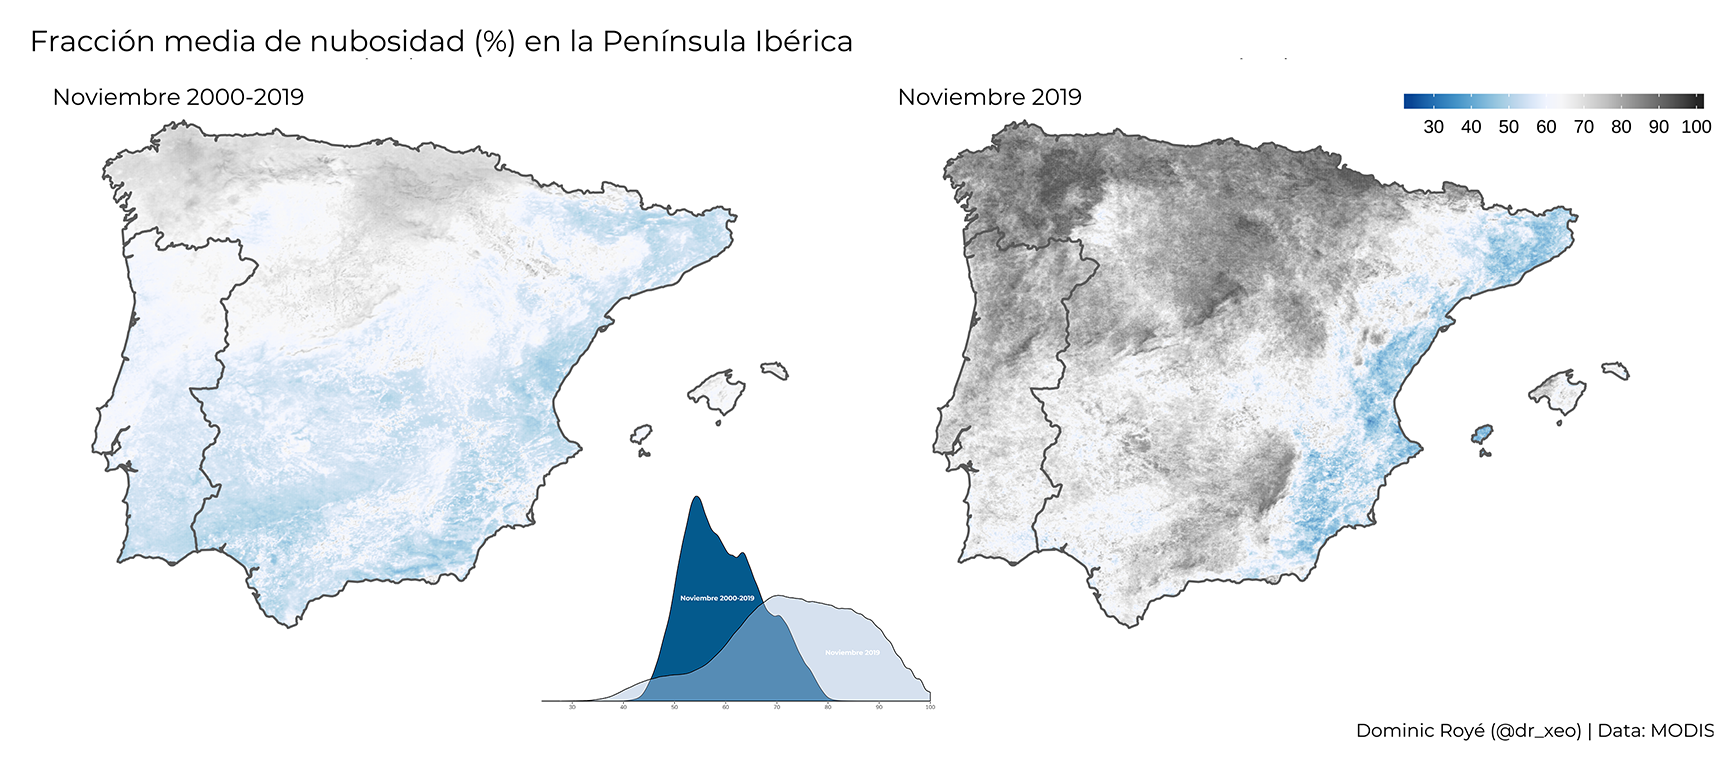 Fracción media de nubosidad (%) en la Península Ibérica
Noviembre 2000-2019
Noviembre 2019
30 40 50 60 70 80 90 100
Noviembre 2000-2019
Noviembre 2019
30 40 50 60 70 80 90 100
Dominic Royé (@dr_xeo) | Data: MODIS